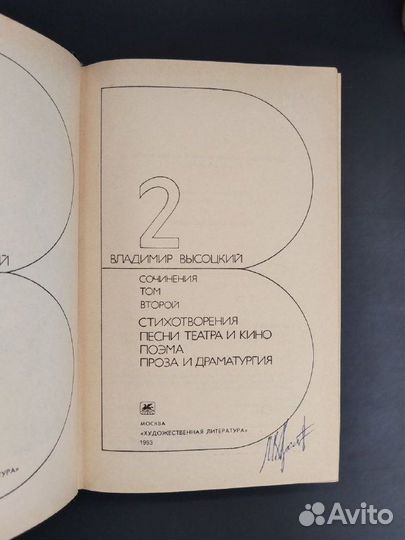 2
ВЛАДИМИР ВЫСОЦКИЙ
СОЧИНЕНИЯ
ТОМ
ВТОРОЙ
СТИХОТВОРЕНИЯ
ПЕСНИ ТЕАТРА И КИНО
ПОЭМА
ПРОЗА И ДРАМАТУРГИЯ
МОСКВА
«ХУДОЖЕСТВЕННАЯ ЛИТЕРАТУРА»
1993
Avito